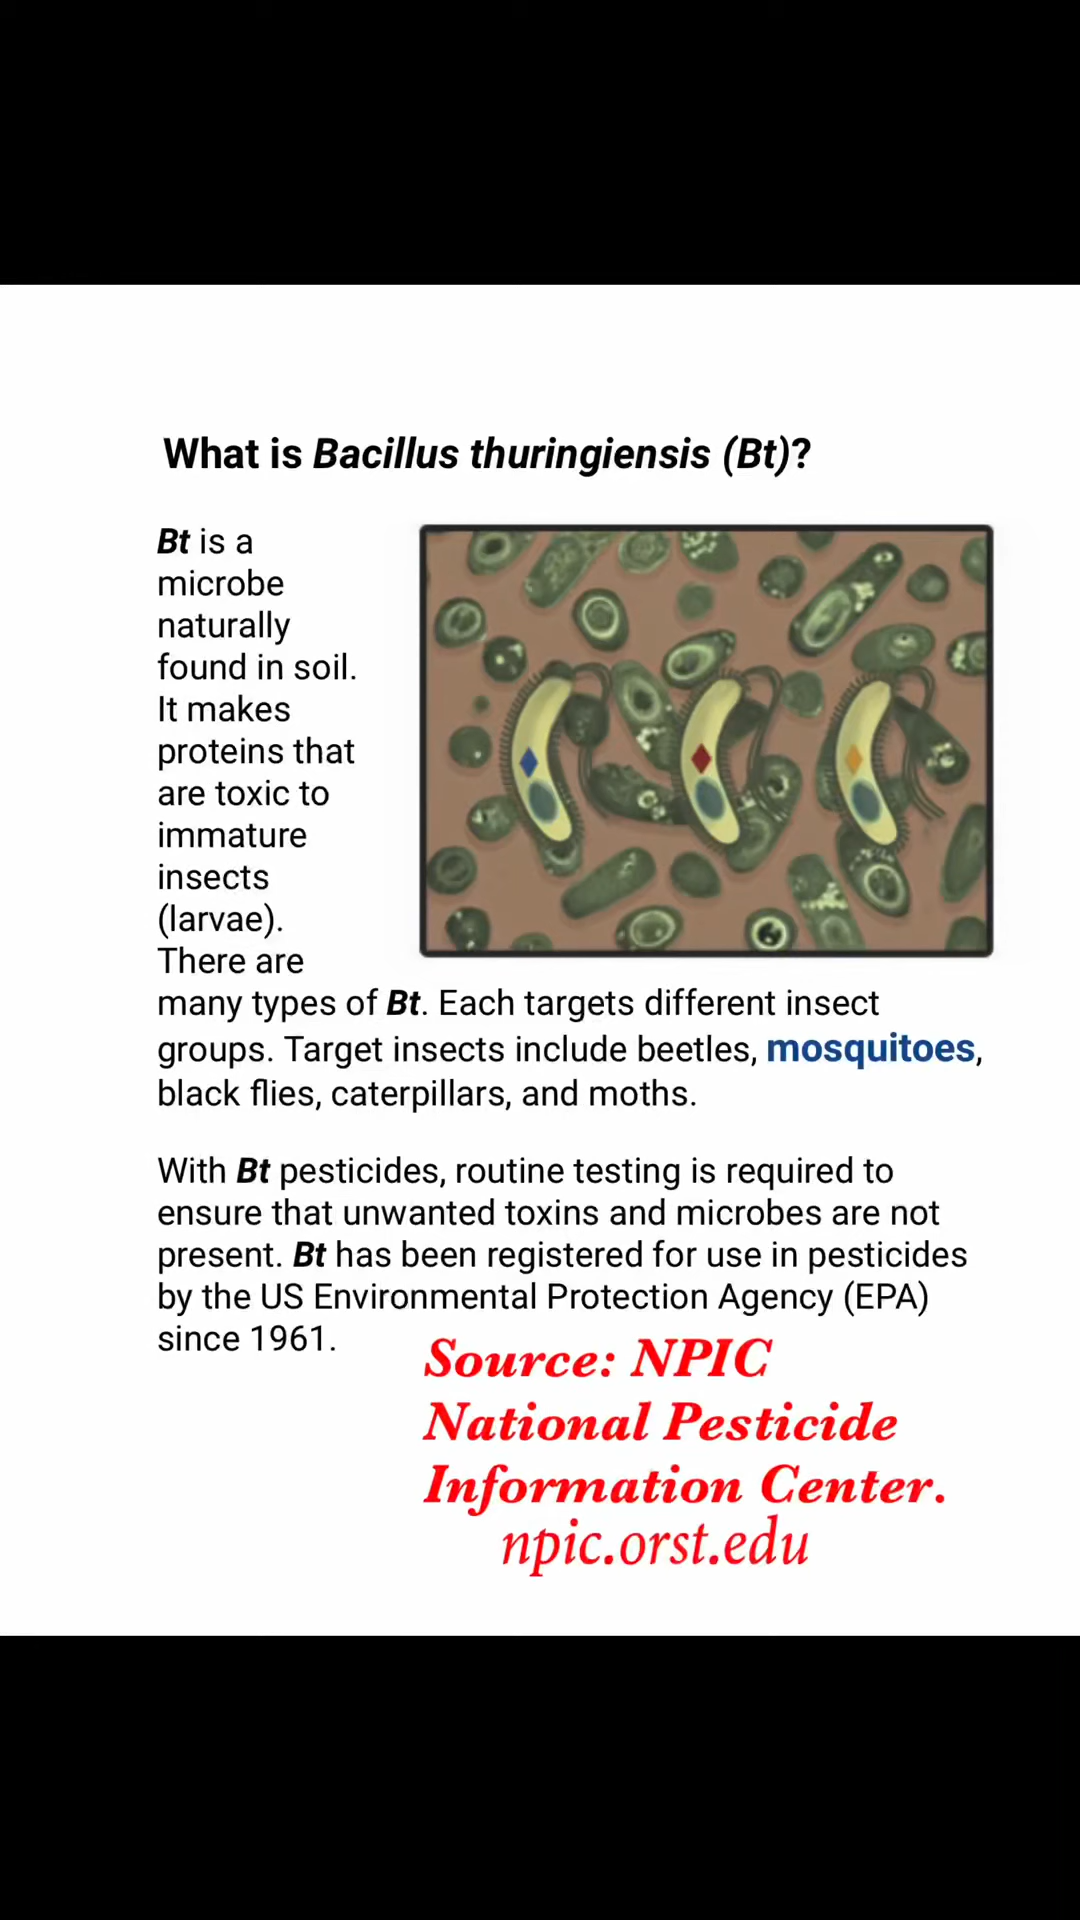 What is Bacillus thuringiensis (Bt)?
Bt is a
microbe
naturally
found in soil.
It makes
proteins that
are toxic to
immature
insects
(larvae).
There are
many types of Bt. Each targets different insect
groups. Target insects include beetles, mosquitoes,
black flies, caterpillars, and moths.
With Bt pesticides, routine testing is required to
ensure that unwanted toxins and microbes are not
present. Bt has been registered for use in pesticides
by the US Environmental Protection Agency (EPA)
since 1961.
Source: NPIC
National Pesticide
Information Center.
npic.orst.edu